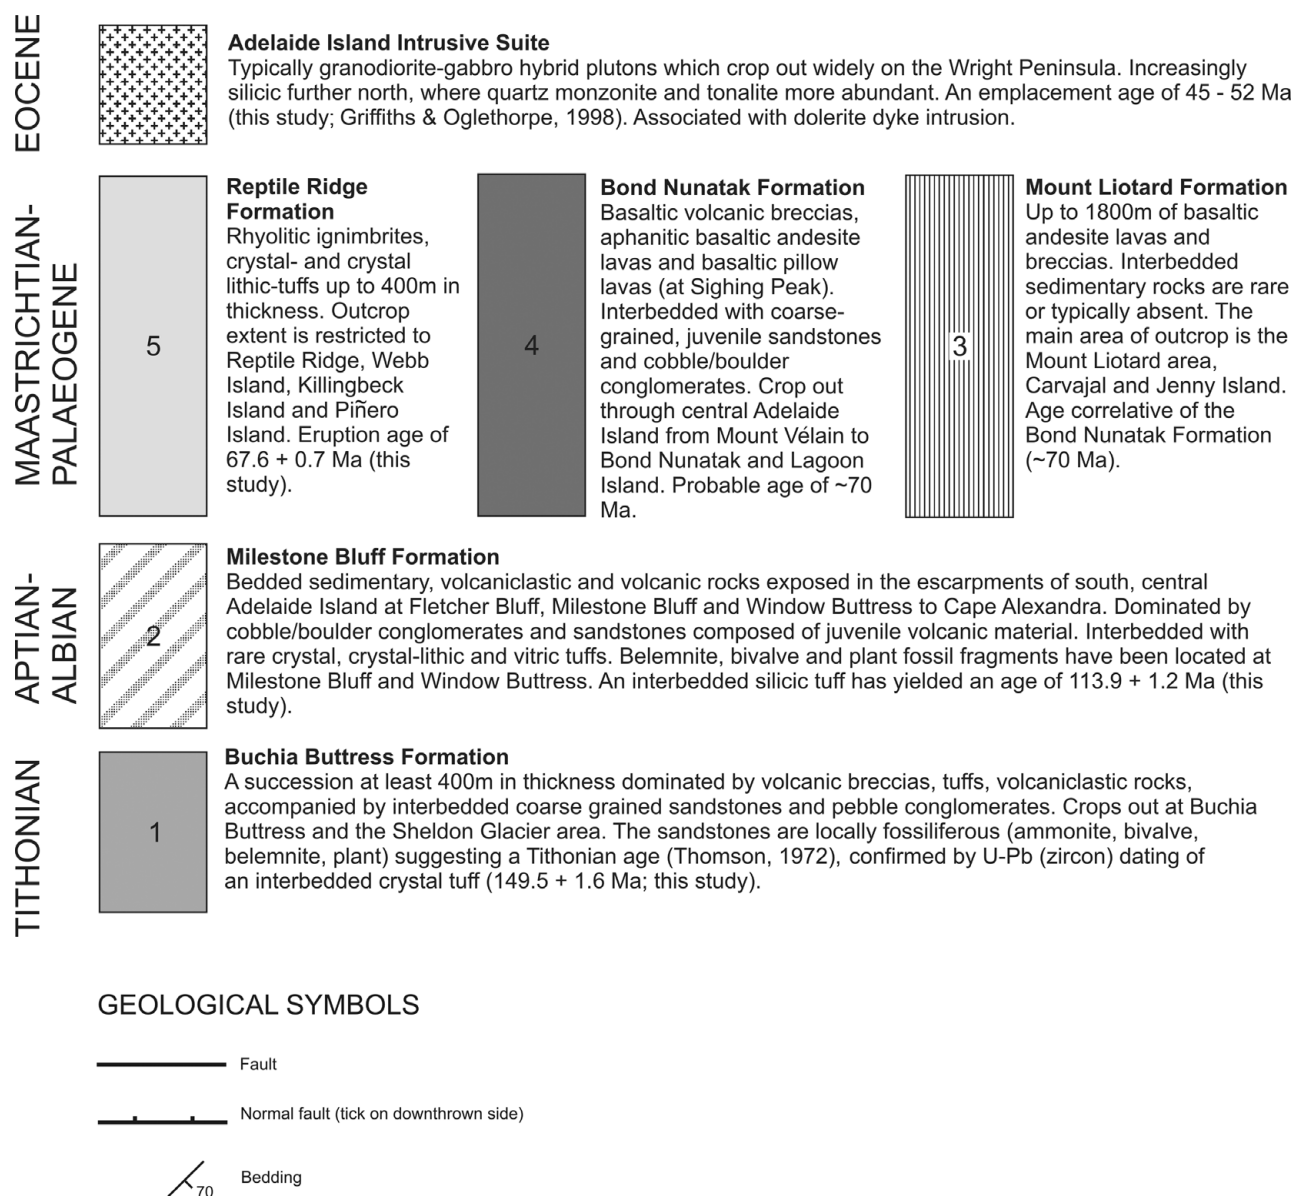 EOCENE
Adelaide Island Intrusive Suite
Typically granodiorite-gabbro hybrid plutons which crop out widely on the Wright Peninsula. Increasingly
silicic further north, where quartz monzonite and tonalite more abundant. An emplacement age of 45 - 52 Ma
(this study; Griffiths & Oglethorpe, 1998). Associated with dolerite dyke intrusion.
MAASTRICHTIAN-
PALAEOGENE
5
Reptile Ridge
Formation
Rhyolitic ignimbrites,
crystal- and crystal
lithic-tuffs up to 400m in
thickness. Outcrop
extent is restricted to
Reptile Ridge, Webb
Island, Killingbeck
Island and Piñero
Island. Eruption age of
67.6 + 0.7 Ma (this
study).
4
Bond Nunatak Formation
Basaltic volcanic breccias,
aphanitic basaltic andesite
lavas and basaltic pillow
lavas (at Sighing Peak).
Interbedded with coarse-
grained, juvenile sandstones
and cobble/boulder
conglomerates. Crop out
through central Adelaide
Island from Mount Vélain to
Bond Nunatak and Lagoon
Island. Probable age of ~70
Ma.
3
Mount Liotard Formation
Up to 1800m of basaltic
andesite lavas and
breccias. Interbedded
sedimentary rocks are rare
or typically absent. The
main area of outcrop is the
Mount Liotard area,
Carvajal and Jenny Island.
Age correlative of the
Bond Nunatak Formation
(~70 Ma).
APTIAN-
ALBIAN
2
Milestone Bluff Formation
Bedded sedimentary, volcaniclastic and volcanic rocks exposed in the escarpments of south, central
Adelaide Island at Fletcher Bluff, Milestone Bluff and Window Buttress to Cape Alexandra. Dominated by
cobble/boulder conglomerates and sandstones composed of juvenile volcanic material. Interbedded with
rare crystal, crystal-lithic and vitric tuffs. Belemnite, bivalve and plant fossil fragments have been located at
Milestone Bluff and Window Buttress. An interbedded silicic tuff has yielded an age of 113.9 + 1.2 Ma (this
study).
TITHONIAN
1
Buchia Buttress Formation
A succession at least 400m in thickness dominated by volcanic breccias, tuffs, volcaniclastic rocks,
accompanied by interbedded coarse grained sandstones and pebble conglomerates. Crops out at Buchia
Buttress and the Sheldon Glacier area. The sandstones are locally fossiliferous (ammonite, bivalve,
belemnite, plant) suggesting a Tithonian age (Thomson, 1972), confirmed by U-Pb (zircon) dating of
an interbedded crystal tuff (149.5 + 1.6 Ma; this study).
GEOLOGICAL SYMBOLS
Fault
Normal fault (tick on downthrown side)
Bedding
70